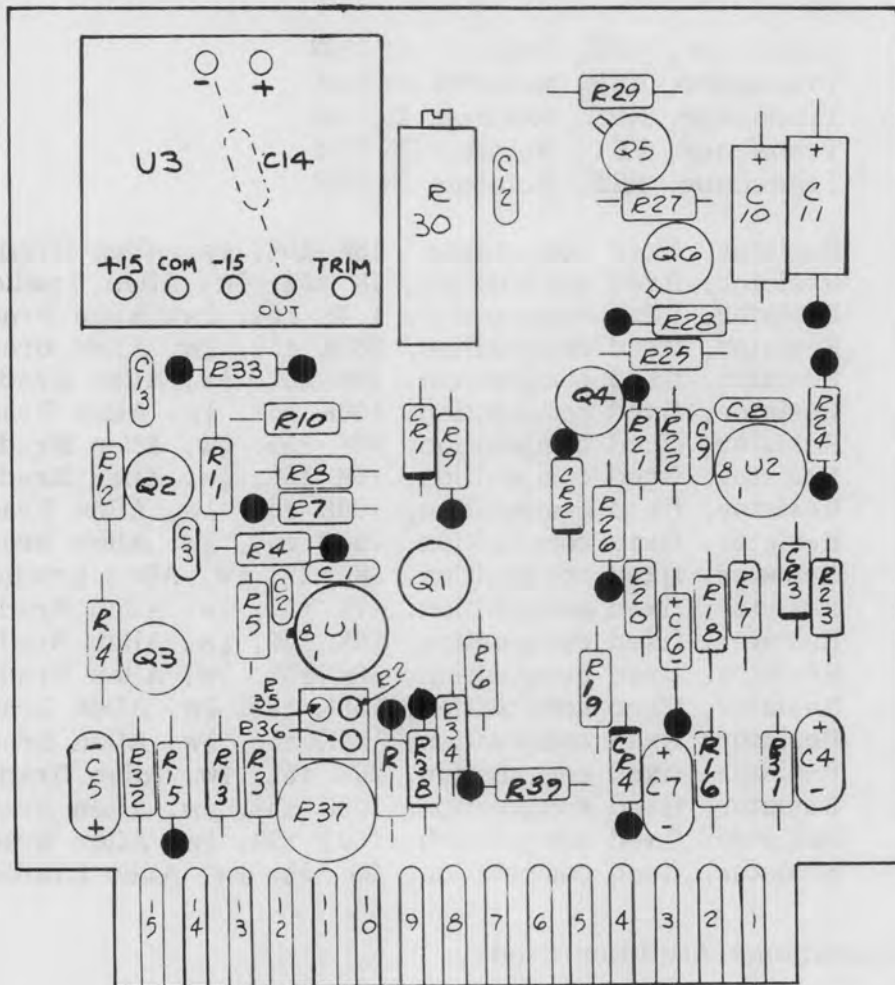 R29
U3
C14
- +
Q5
+
+
R30
C12
R27
C10
C11
Q6
+15 COM -15 TRIM
OUT
R28
R25
C13
R33
Q4
R10
CR1
R9
R21
R22
C9
C8
R24
R12
Q2
R11
R8
CR2
8 U2
1
R7
R26
C3
R4
C1
Q1
CR3
R23
R14
R5
C2
R20
+ C6 -
R18
R17
Q3
8 U1
1
R2
R6
R19
R35
R36
R34
- C5 +
R32
R15
R13
R3
R37
R1
R38
R39
CR4
+ C7 -
R16
R31
+ C4 -
15 14 13 12 11 10 9 8 7 6 5 4 3 2 1